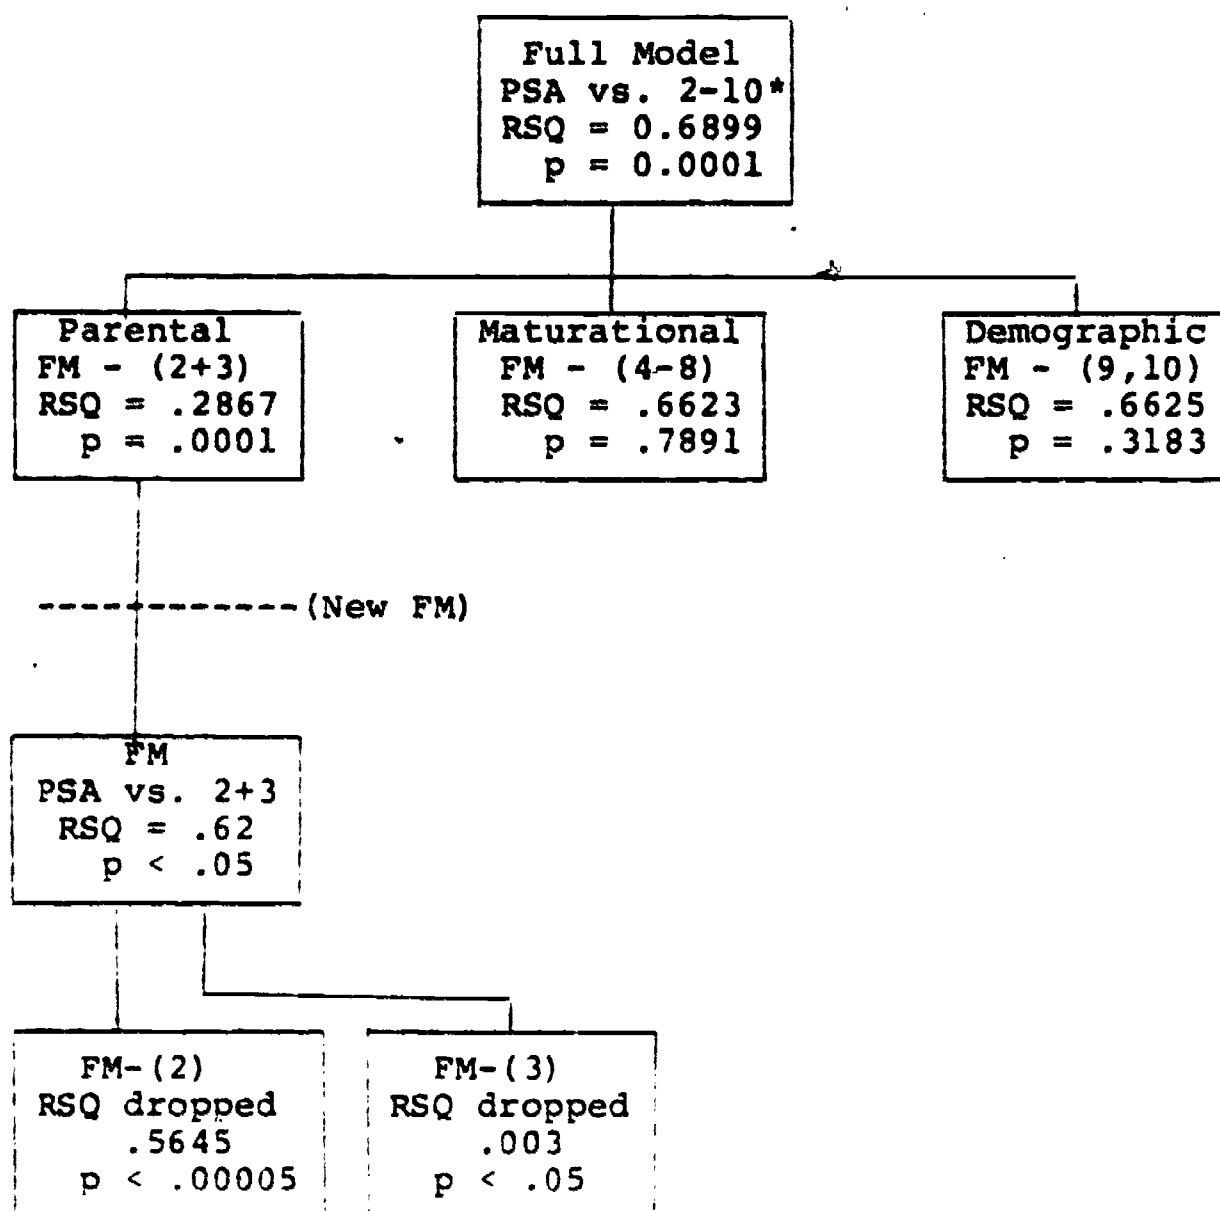 Full Model
PSA vs. 2-10*
RSQ = 0.6899
p = 0.0001
Parental
FM - (2+3)
RSQ = .2867
p = .0001
Maturational
FM - (4-8)
RSQ = .6623
p = .7891
Demographic
FM - (9,10)
RSQ = .6625
p = .3183
(New FM)
FM
PSA vs. 2+3
RSQ = .62
p < .05
FM-(2)
RSQ dropped
.5645
p < .00005
FM-(3)
RSQ dropped
.003
p < .05